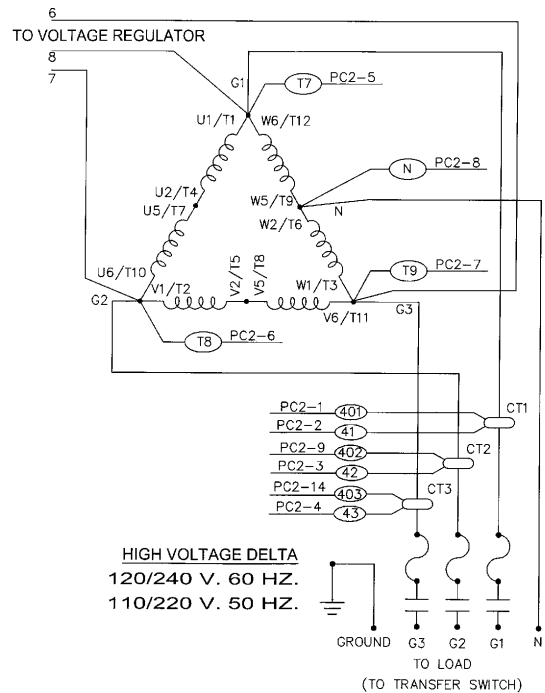 6
TO VOLTAGE REGULATOR
8
7
G1
T7 PC2-5
U1/T1 W6/T12
N PC2-8
U2/T4
U5/T7
W5/T9
W2/T6
N
U6/T10
V1/T2
V2/T5
V5/T8
W1/T3
T9 PC2-7
G2
V6/T11
G3
T8 PC2-6
PC2-1 401
PC2-2 41
CT1
PC2-9 402
PC2-3 42
CT2
PC2-14 403
PC2-4 43
CT3
HIGH VOLTAGE DELTA
120/240 V. 60 HZ.
110/220 V. 50 HZ.
GROUND G3 G2 G1 N
TO LOAD
(TO TRANSFER SWITCH)